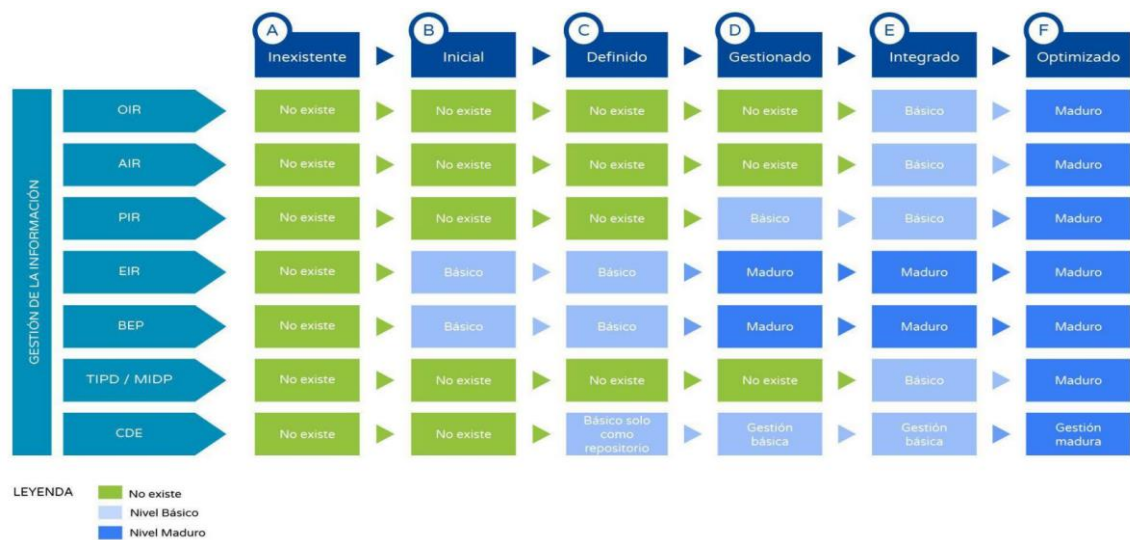 A B C D E F
Inexistente Inicial Definido Gestionado Integrado Optimizado
GESTIÓN DE LA INFORMACIÓN
OIR No existe No existe No existe No existe Básico Maduro
AIR No existe No existe No existe No existe Básico Maduro
PIR No existe No existe No existe Básico Básico Maduro
EIR No existe Básico Básico Maduro Maduro Maduro
BEP No existe Básico Básico Maduro Maduro Maduro
TIPD / MIDP No existe No existe No existe No existe Básico Maduro
CDE No existe No existe Básico solo como repositorio Gestión básica Gestión básica Gestión madura
LEYENDA
No existe
Nivel Básico
Nivel Maduro